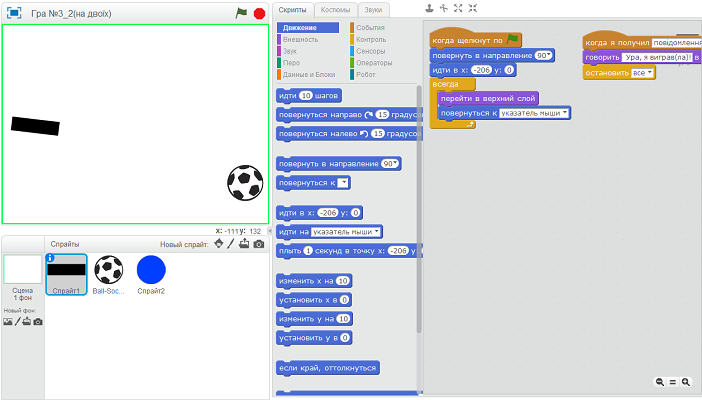 Гра №3_2(на двоіх)
x: -111 y: 132
Спрайты
Новый спрайт:
Сцена
1 фон
Новый фон:
Спрайт1
Ball-Soc...
Спрайт2
Скрипты
Костюмы
Звуки
Движение
События
Внешность
Контроль
Звук
Сенсоры
Перо
Операторы
Данные и Блоки
Робот
идти 10 шагов
повернуться направо 15 градусо
повернуться налево 15 градусо
повернуть в направление 90
повернуться к
идти в x: -206 y: 0
идти на указатель мыши
плыть 1 секунд в точку x: -206 y
изменить x на 10
установить x в 0
изменить y на 10
установить y в 0
если край, оттолкнуться
когда щелкнут по
повернуть в направление 90
идти в x: -206 y: 0
всегда
перейти в верхний слой
повернуться к указатель мыши
когда я получил повідомлення
говорить Ура, я виграв(ла)! в
остановить все